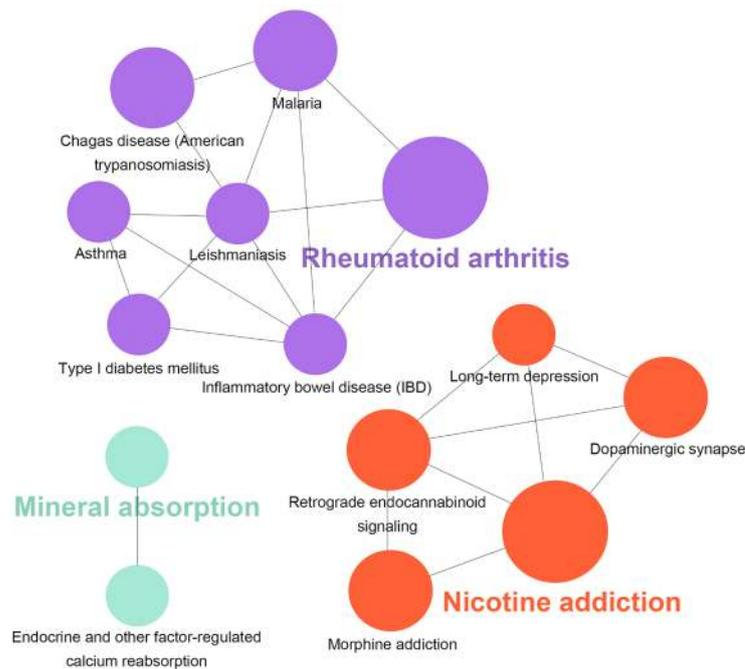 Malaria
Chagas disease (American
trypanosomiasis)
Asthma
Leishmaniasis
Rheumatoid arthritis
Type I diabetes mellitus
Inflammatory bowel disease (IBD)
Long-term depression
Dopaminergic synapse
Mineral absorption
Retrograde endocannabinoid
signaling
Nicotine addiction
Endocrine and other factor-regulated
calcium reabsorption
Morphine addiction